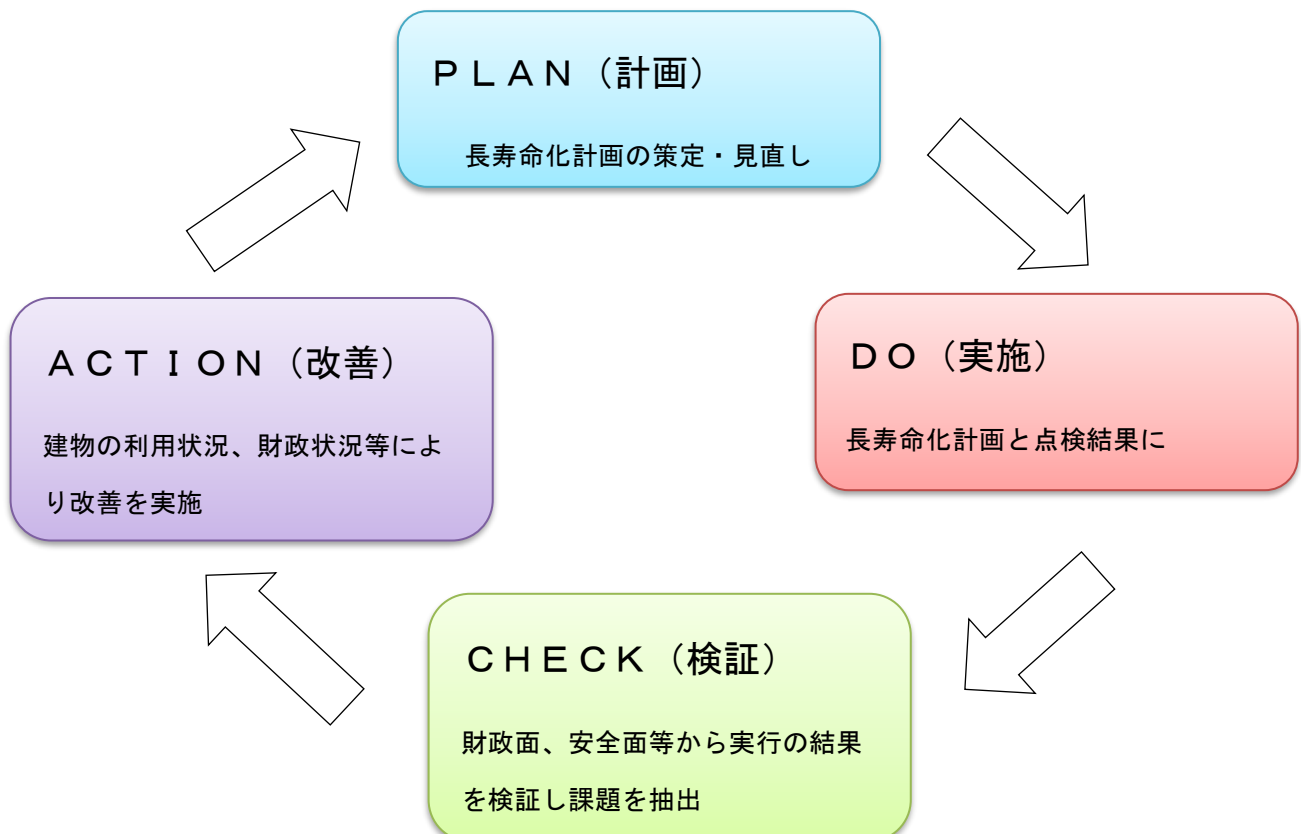 ＰＬＡＮ（計画）
長寿命化計画の策定・見直し
ＤＯ（実施）
長寿命化計画と点検結果に
ＣＨＥＣＫ（検証）
財政面、安全面等から実行の結果
を検証し課題を抽出
ＡＣＴＩＯＮ（改善）
建物の利用状況、財政状況等によ
り改善を実施